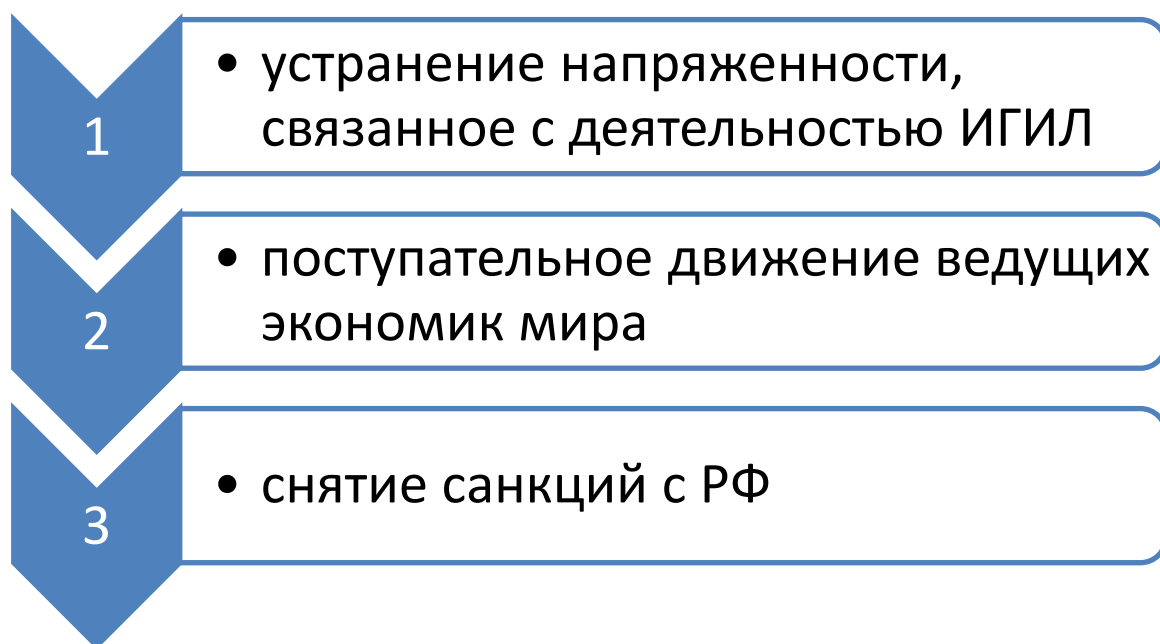 1
• устранение напряженности,
связанное с деятельностью ИГИЛ
2
• поступательное движение ведущих
экономик мира
3
• снятие санкций с РФ